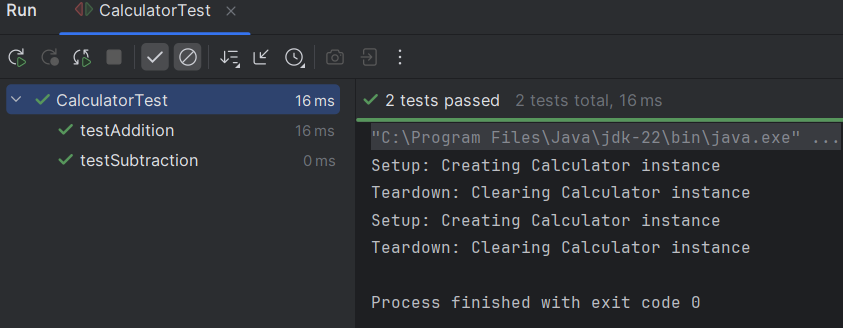 Run CalculatorTest
CalculatorTest 16 ms
testAddition 16 ms
testSubtraction 0 ms
2 tests passed 2 tests total, 16 ms
"C:\Program Files\Java\jdk-22\bin\java.exe" ...
Setup: Creating Calculator instance
Teardown: Clearing Calculator instance
Setup: Creating Calculator instance
Teardown: Clearing Calculator instance
Process finished with exit code 0